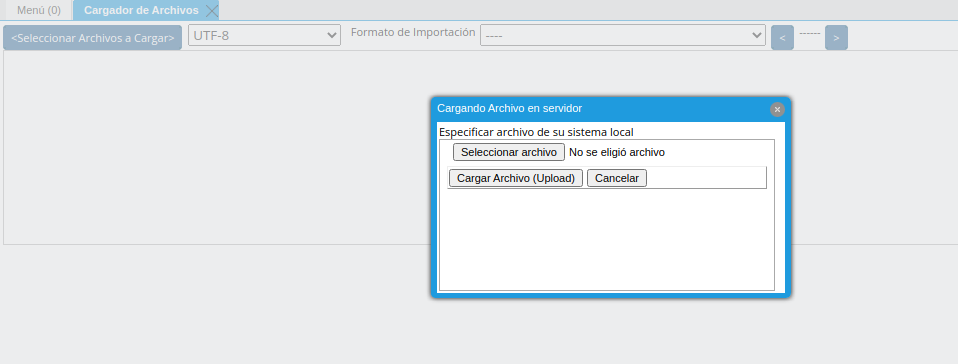 Menú (0) Cargador de Archivos
<Seleccionar Archivos a Cargar> UTF-8 Formato de Importación ---- < ------ >
Cargando Archivo en servidor
Especificar archivo de su sistema local
Seleccionar archivo No se eligió archivo
Cargar Archivo (Upload) Cancelar